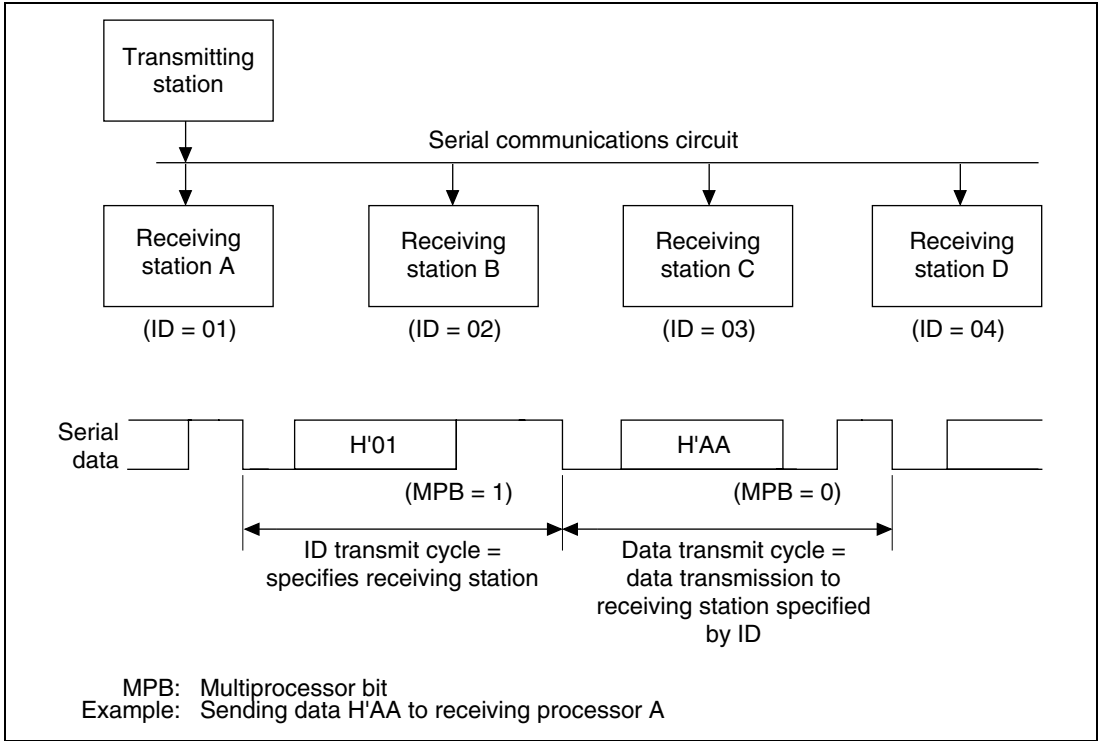 Transmitting
station
Serial communications circuit
Receiving
station A
Receiving
station B
Receiving
station C
Receiving
station D
(ID = 01)
(ID = 02)
(ID = 03)
(ID = 04)
Serial
data
H'01
H'AA
(MPB = 1)
(MPB = 0)
ID transmit cycle =
specifies receiving station
Data transmit cycle =
data transmission to
receiving station specified
by ID
MPB: Multiprocessor bit
Example: Sending data H'AA to receiving processor A